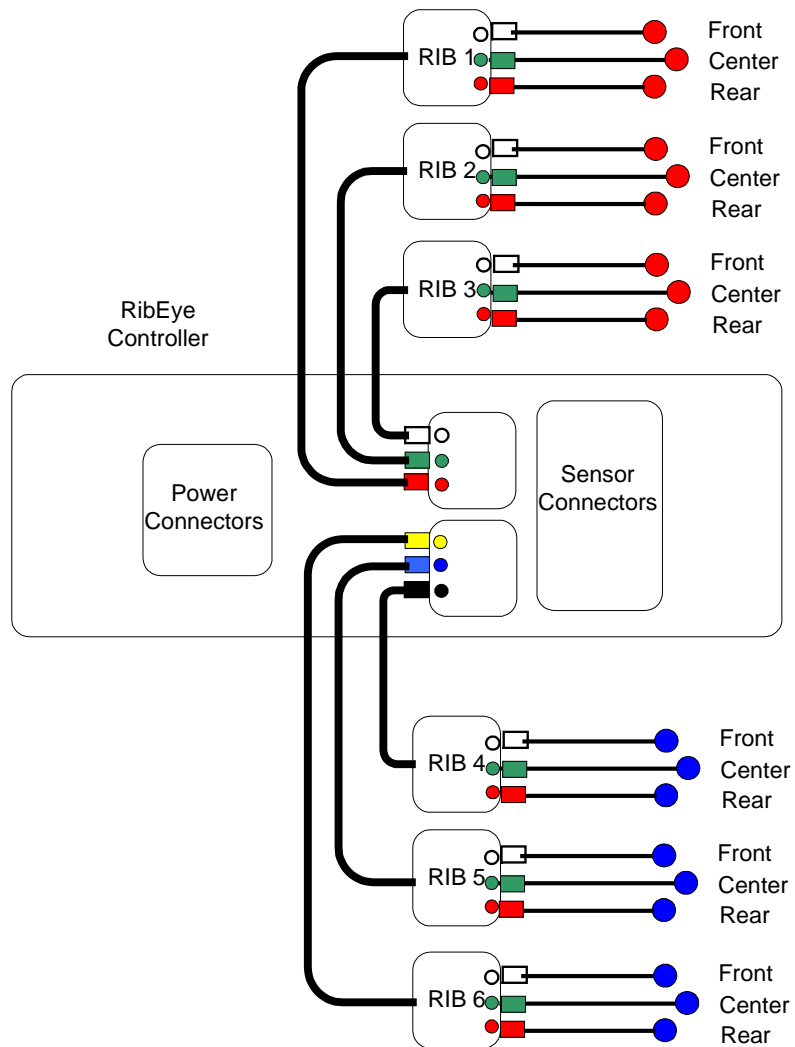 Front
RIB 1
Center
Rear
Front
RIB 2
Center
Rear
Front
RIB 3
Center
Rear
RibEye
Controller
Power
Connectors
Sensor
Connectors
Front
RIB 4
Center
Rear
Front
RIB 5
Center
Rear
Front
RIB 6
Center
Rear